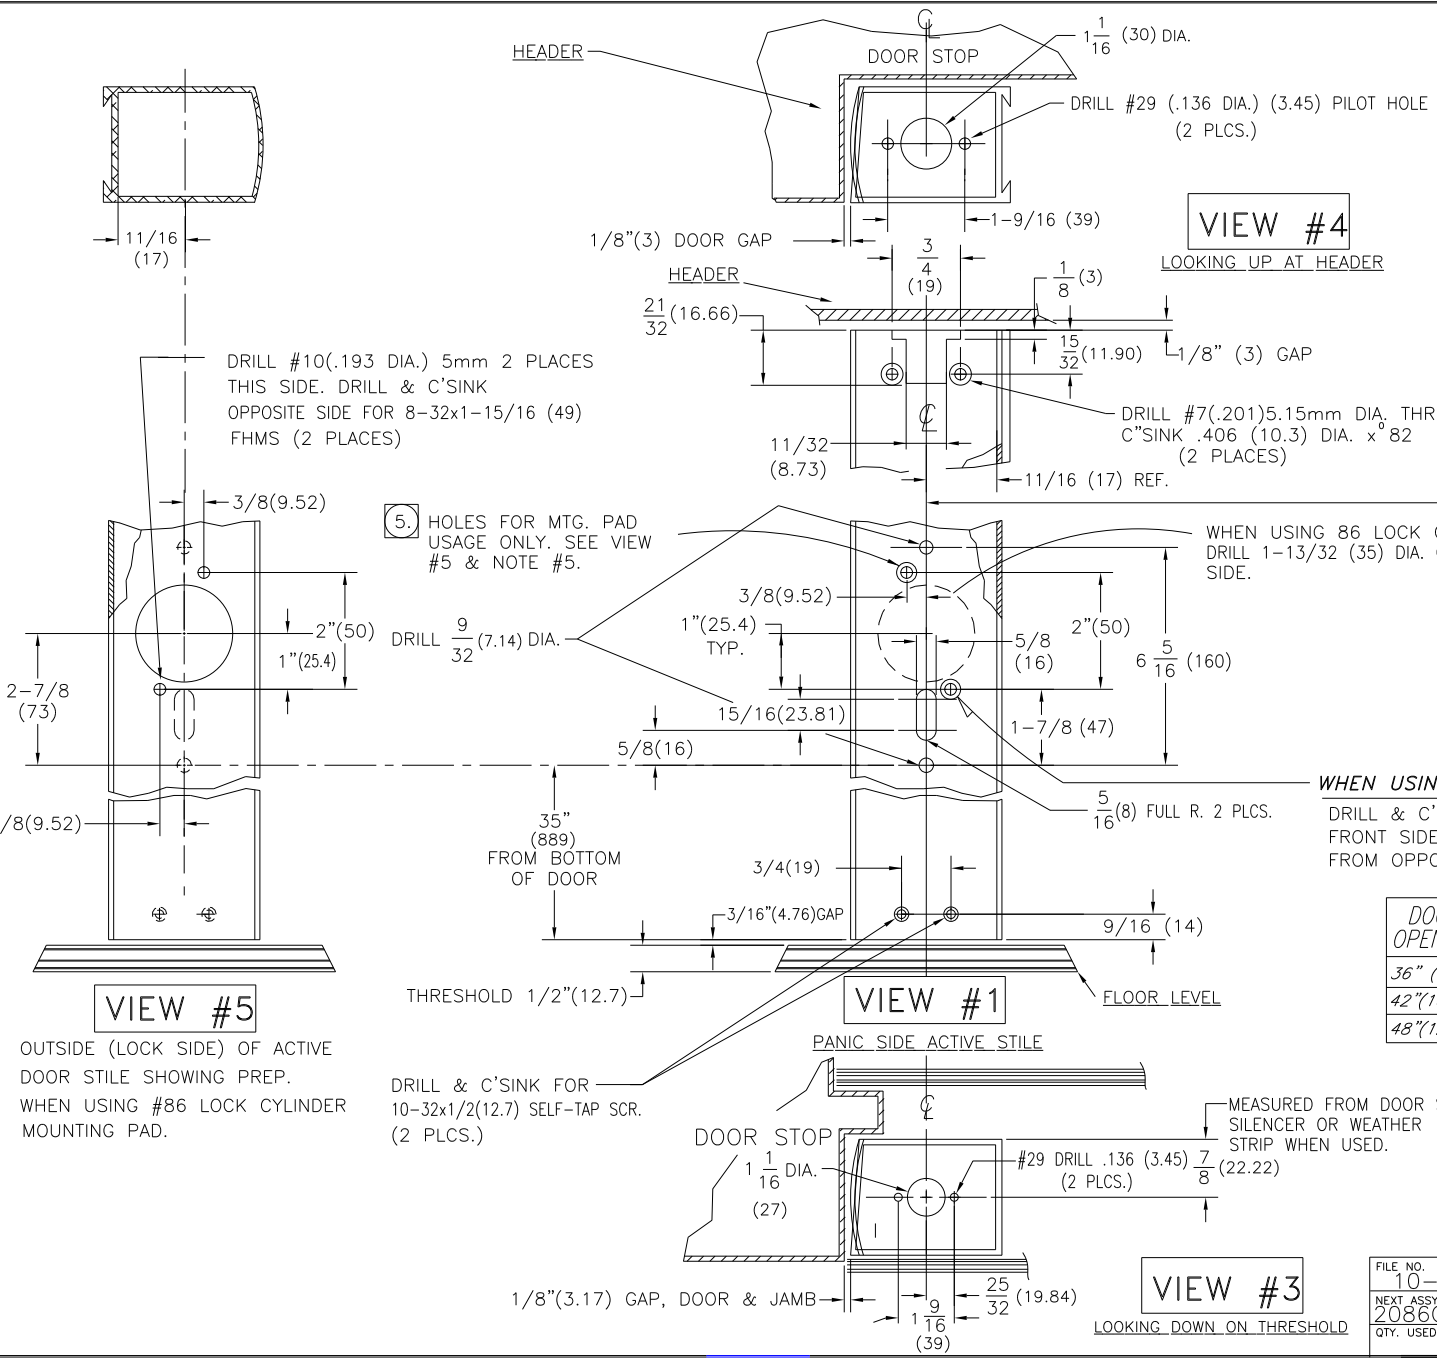 HEADER
℄
DOOR STOP
1 1/16 (30) DIA.
DRILL #29 (.136 DIA.) (3.45) PILOT HOLE
(2 PLCS.)
11/16
(17)
1-9/16 (39)
VIEW #4
LOOKING UP AT HEADER
1/8"(3) DOOR GAP
3/4
(19)
HEADER
1/8 (3)
21/32 (16.66)
15/32 (11.90)
1/8" (3) GAP
DRILL #10(.193 DIA.) 5mm 2 PLACES
THIS SIDE. DRILL & C'SINK
OPPOSITE SIDE FOR 8-32x1-15/16 (49)
FHMS (2 PLACES)
℄
DRILL #7(.201)5.15mm DIA. THR
C"SINK .406 (10.3) DIA. x° 82
(2 PLACES)
11/32
(8.73)
11/16 (17) REF.
3/8(9.52)
5. HOLES FOR MTG. PAD
USAGE ONLY. SEE VIEW
#5 & NOTE #5.
WHEN USING 86 LOCK
DRILL 1-13/32 (35) DIA.
SIDE.
3/8(9.52)
2"(50)
1"(25.4)
DRILL 9/32 (7.14) DIA.
1"(25.4)
TYP.
5/8
(16)
2"(50)
6 5/16 (160)
2-7/8
(73)
15/16(23.81)
1-7/8 (47)
5/8(16)
WHEN USIN
5/16(8) FULL R. 2 PLCS.
DRILL & C'
FRONT SIDE
FROM OPPO
/8(9.52)
35"
(889)
FROM BOTTOM
OF DOOR
3/4(19)
3/16"(4.76)GAP
9/16 (14)
DOO
OPEN
36" (
42"(1
48"(1
THRESHOLD 1/2"(12.7)
FLOOR LEVEL
VIEW #5
OUTSIDE (LOCK SIDE) OF ACTIVE
DOOR STILE SHOWING PREP.
WHEN USING #86 LOCK CYLINDER
MOUNTING PAD.
VIEW #1
PANIC SIDE ACTIVE STILE
DRILL & C'SINK FOR
10-32x1/2(12.7) SELF-TAP SCR.
(2 PLCS.)
℄
DOOR STOP
1 1/16 DIA.
(27)
MEASURED FROM DOOR
SILENCER OR WEATHER
STRIP WHEN USED.
#29 DRILL .136 (3.45)
(2 PLCS.)
7/8 (22.22)
1/8"(3.17) GAP, DOOR & JAMB
25/32 (19.84)
1 9/16
(39)
VIEW #3
LOOKING DOWN ON THRESHOLD
FILE NO.
10-
NEXT ASSY
2086
QTY. USED